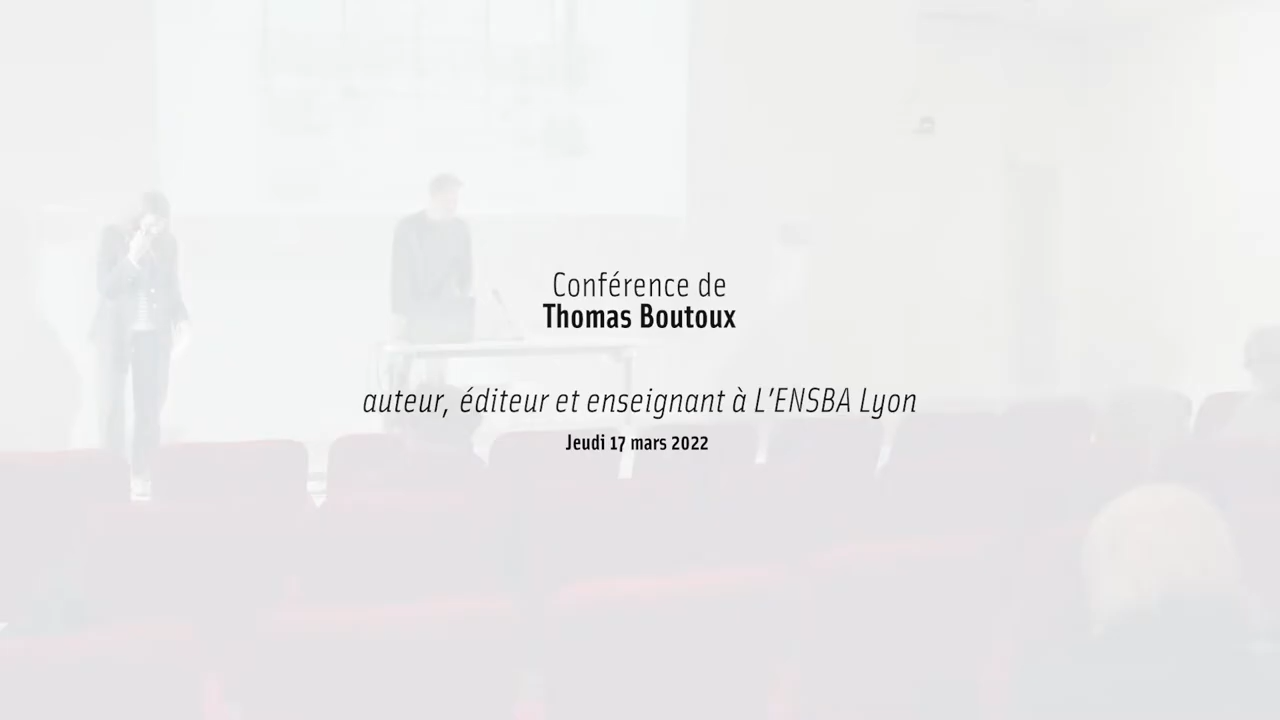 Conférence de
Thomas Boutoux
auteur, éditeur et enseignant à L'ENSBA Lyon
Jeudi 17 mars 2022